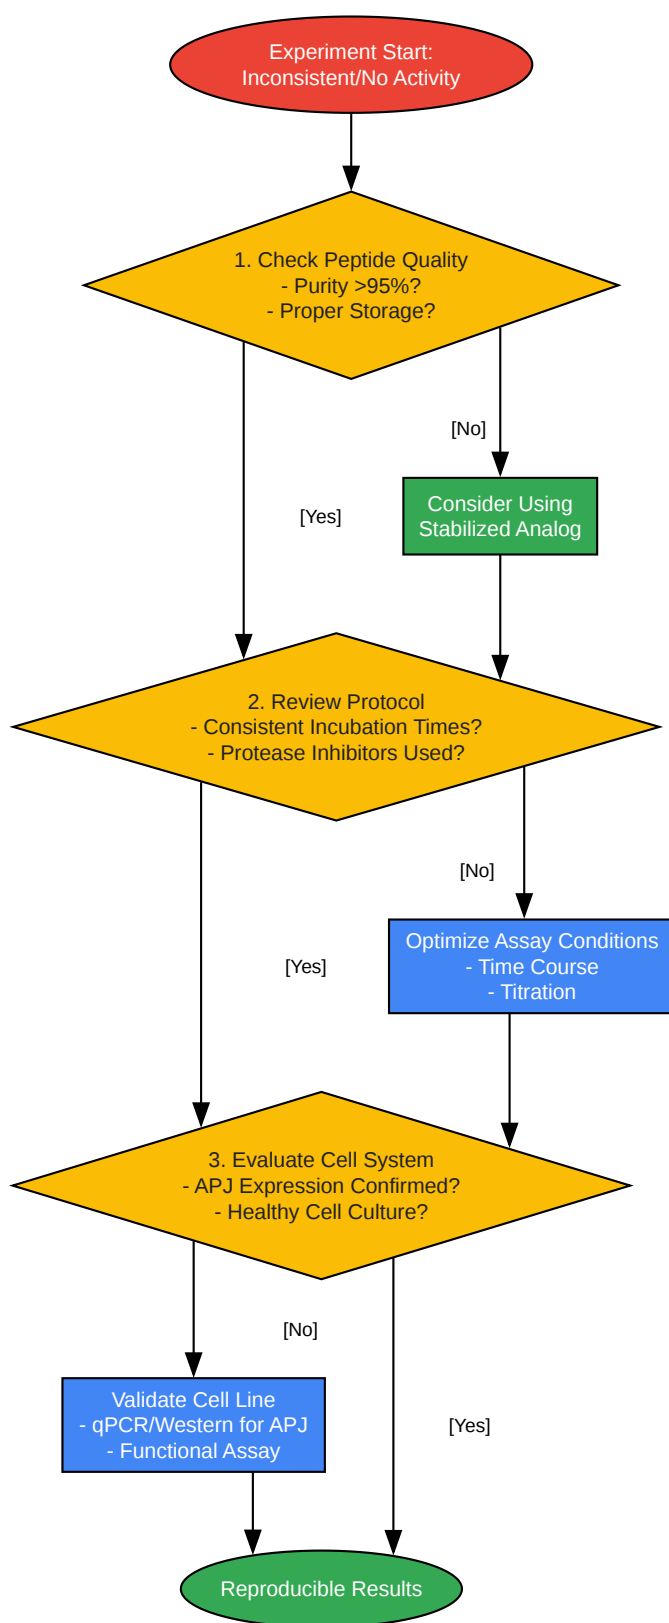 Experiment Start:
Inconsistent/No Activity
1. Check Peptide Quality
- Purity >95%?
- Proper Storage?
[No]
Consider Using
Stabilized Analog
[Yes]
2. Review Protocol
- Consistent Incubation Times?
- Protease Inhibitors Used?
[No]
Optimize Assay Conditions
- Time Course
- Titration
[Yes]
3. Evaluate Cell System
- APJ Expression Confirmed?
- Healthy Cell Culture?
[No]
Validate Cell Line
- qPCR/Western for APJ
- Functional Assay
[Yes]
Reproducible Results